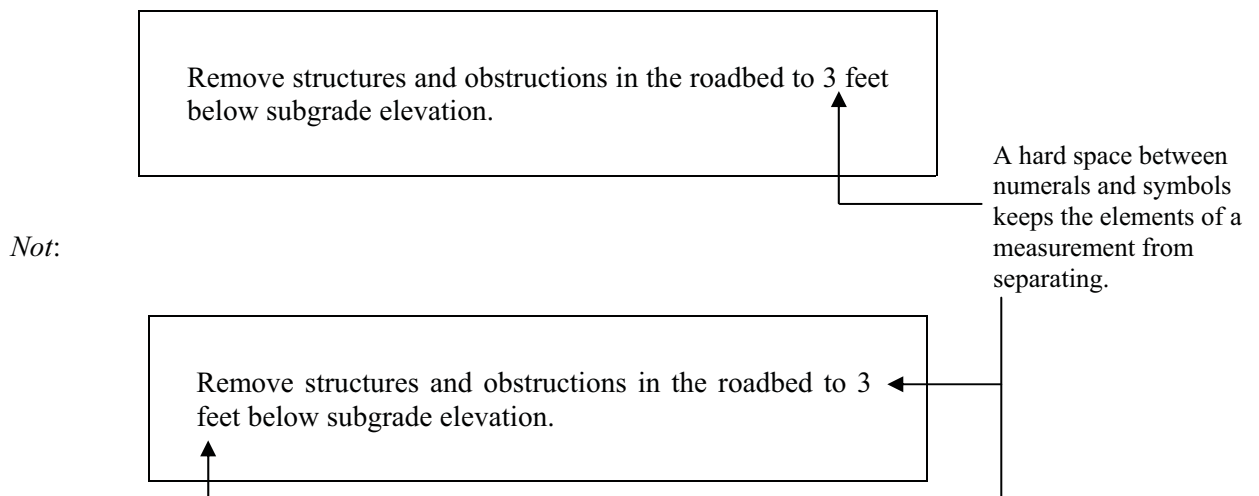 Remove structures and obstructions in the roadbed to 3 feet
below subgrade elevation.
A hard space between
numerals and symbols
keeps the elements of a
measurement from
separating.
Not:
Remove structures and obstructions in the roadbed to 3
feet below subgrade elevation.